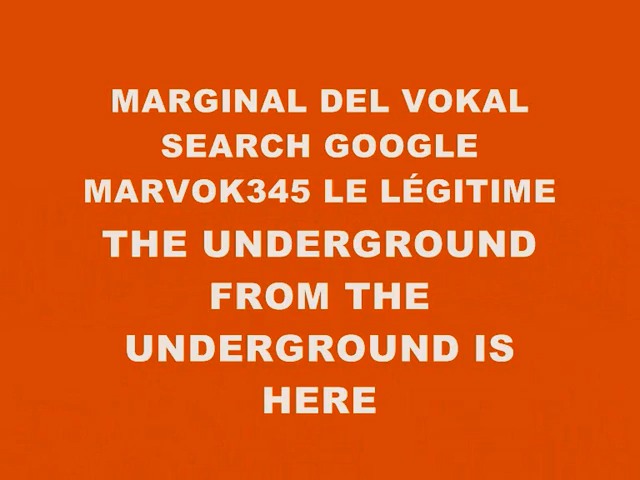 MARGINAL DEL VOKAL
SEARCH GOOGLE
MARVOK345 LE LÉGITIME
THE UNDERGROUND
FROM THE
UNDERGROUND IS
HERE